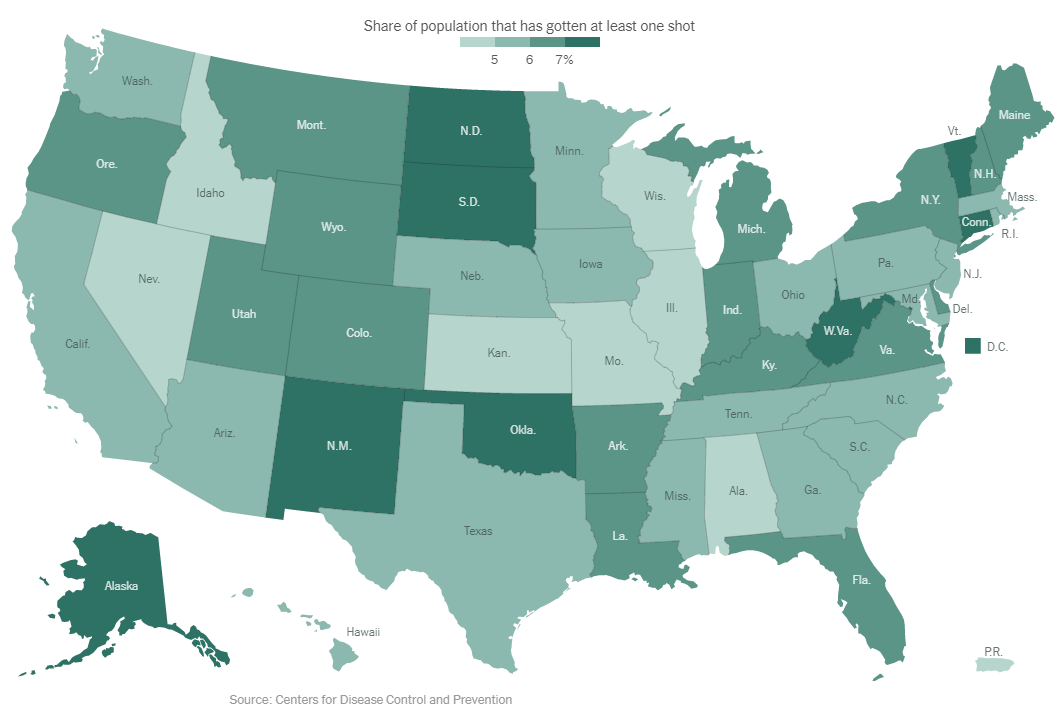 Share of population that has gotten at least one shot
5 6 7%
Wash.
Mont.
N.D.
Minn.
Maine
Vt.
Ore.
Idaho
S.D.
Wis.
N.H.
Mass.
Wyo.
Mich.
N.Y.
Conn.
R.I.
Nev.
Neb.
Iowa
Pa.
N.J.
Utah
Colo.
Ill.
Ind.
Ohio
Md.
Del.
Calif.
Kan.
Mo.
Ky.
W.Va.
Va.
D.C.
Ariz.
N.M.
Okla.
Ark.
Tenn.
N.C.
S.C.
Texas
La.
Miss.
Ala.
Ga.
Alaska
Hawaii
Fla.
P.R.
Source: Centers for Disease Control and Prevention